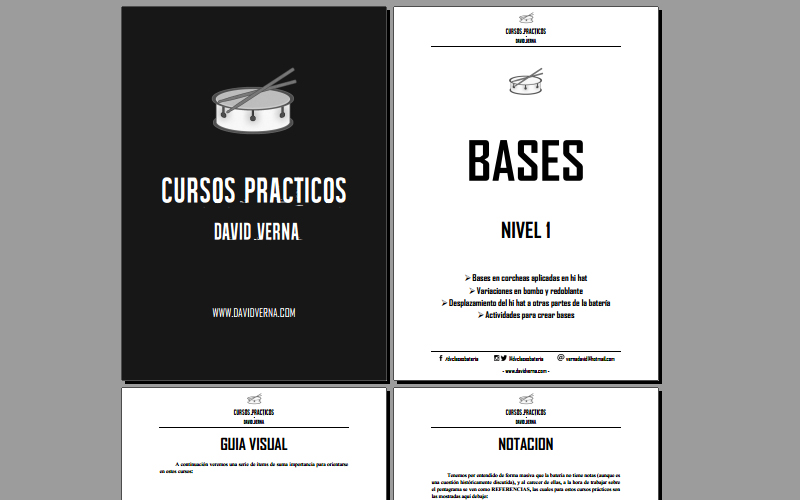 CURSOS PRACTICOS
DAVID VERNA
WWW.DAVIDVERNA.COM
CURSOS PRACTICOS
DAVID VERNA
BASES
NIVEL 1
➢ Bases en corcheas aplicadas en hi hat
➢ Variaciones en bombo y redoblante
➢ Desplazamiento del hi hat a otras partes de la batería
➢ Actividades para crear bases
/dvclasesbateria @dvclasesbateria vernadavid@hotmail.com
- www.davidverna.com -
CURSOS PRACTICOS
DAVID VERNA
GUIA VISUAL
A continuación veremos una serie de ítems de suma importancia para orientarse
en estos cursos:
CURSOS PRACTICOS
DAVID VERNA
NOTACION
Tenemos por entendido de forma masiva que la batería no tiene notas (aunque es
una cuestión históricamente discutida), y al carecer de ellas, a la hora de trabajar sobre
el pentagrama se ven como REFERENCIAS, las cuales para estos cursos prácticos son
las mostradas aquí debajo: